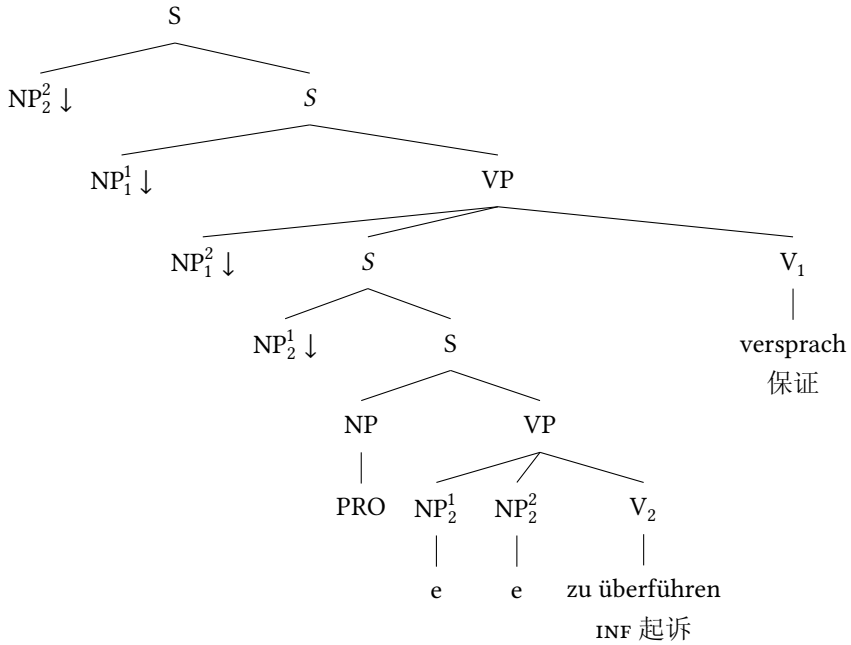 S
NP₂² ↓ S
NP₁¹ ↓ VP
NP₁² ↓ S V₁
NP₂¹ ↓ S versprach
保证
NP VP
PRO NP₂¹ NP₂² V₂
e e zu überführen
INF 起诉